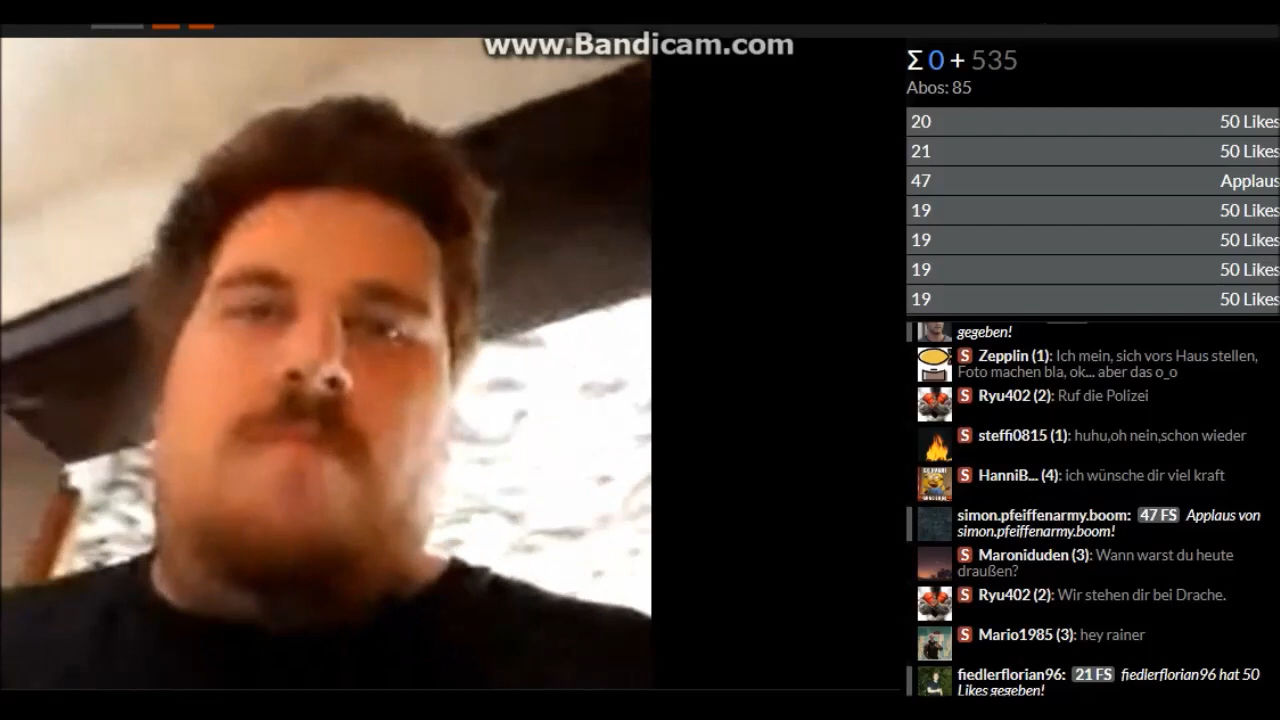 www.Bandicam.com
Σ 0 + 535
Abos: 85
20 50 Likes
21 50 Likes
47 Applaus
19 50 Likes
19 50 Likes
19 50 Likes
19 50 Likes
gegeben!
S Zepplin (1): Ich mein, sich vors Haus stellen,
Foto machen bla, ok... aber das o_o
S Ryu402 (2): Ruf die Polizei
S steffi0815 (1): huhu,oh nein,schon wieder
S HanniB... (4): ich wünsche dir viel kraft
simon.pfeiffenarmy.boom: 47 FS Applaus von
simon.pfeiffenarmy.boom!
S Maroniduden (3): Wann warst du heute
draußen?
S Ryu402 (2): Wir stehen dir bei Drache.
S Mario1985 (3): hey rainer
fiedlerflorian96: 21 FS fiedlerflorian96 hat 50
Likes gegeben!